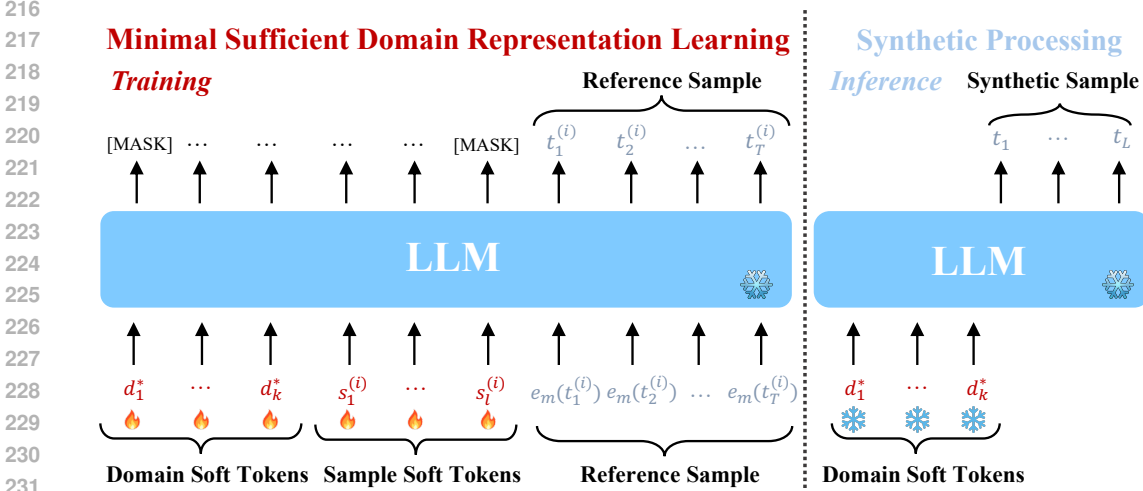 216
217
218
219
220
221
222
223
224
225
226
227
228
229
230
231
Minimal Sufficient Domain Representation Learning
Training
Reference Sample
[MASK] ··· ··· ··· ··· [MASK] t_1^{(i)} t_2^{(i)} ... t_T^{(i)}
LLM
d_1^* ··· d_k^* s_1^{(i)} ··· s_l^{(i)} e_m(t_1^{(i)}) e_m(t_2^{(i)}) ... e_m(t_T^{(i)})
Domain Soft Tokens Sample Soft Tokens Reference Sample
Synthetic Processing
Inference Synthetic Sample
t_1 ··· t_L
LLM
d_1^* ··· d_k^*
Domain Soft Tokens